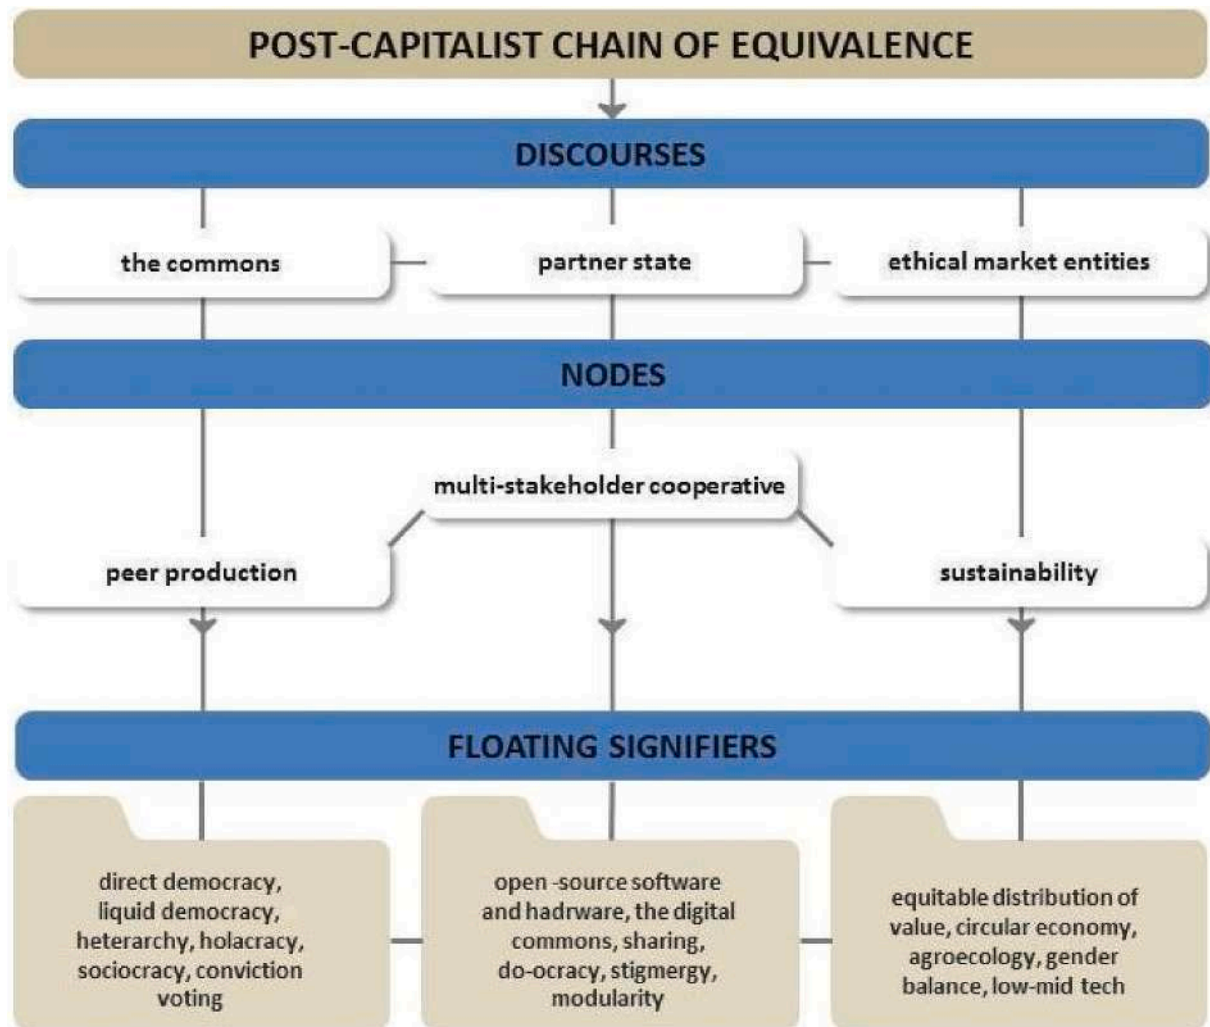 POST-CAPITALIST CHAIN OF EQUIVALENCE
DISCOURSES
the commons
partner state
ethical market entities
NODES
multi-stakeholder cooperative
peer production
sustainability
FLOATING SIGNIFIERS
direct democracy,
liquid democracy,
heterarchy, holacracy,
sociocracy, conviction
voting
open -source software
and hadrware, the digital
commons, sharing,
do-ocracy, stigmergy,
modularity
equitable distribution of
value, circular economy,
agroecology, gender
balance, low-mid tech